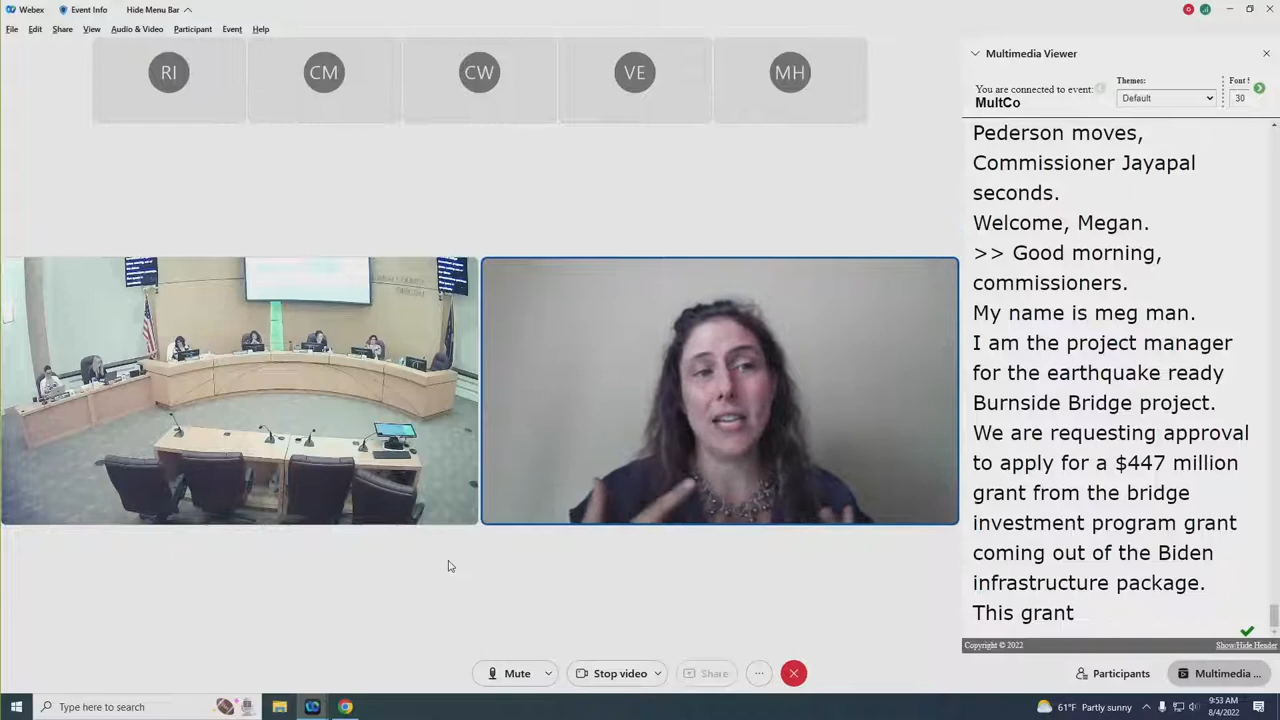 Webex
Event Info
Hide Menu Bar
File
Edit
Share
View
Audio & Video
Participant
Event
Help
RI
CM
CW
VE
MH
Multimedia Viewer
You are connected to event:
MultCo
Themes:
Default
Font S
30
Pederson moves,
Commissioner Jayapal
seconds.
Welcome, Megan.
>> Good morning,
commissioners.
My name is meg man.
I am the project manager
for the earthquake ready
Burnside Bridge project.
We are requesting approval
to apply for a $447 million
grant from the bridge
investment program grant
coming out of the Biden
infrastructure package.
This grant
Copyright © 2022
Show/Hide Header
Mute
Stop video
Share
Participants
Multimedia ...
Type here to search
61°F Partly sunny
9:53 AM
8/4/2022